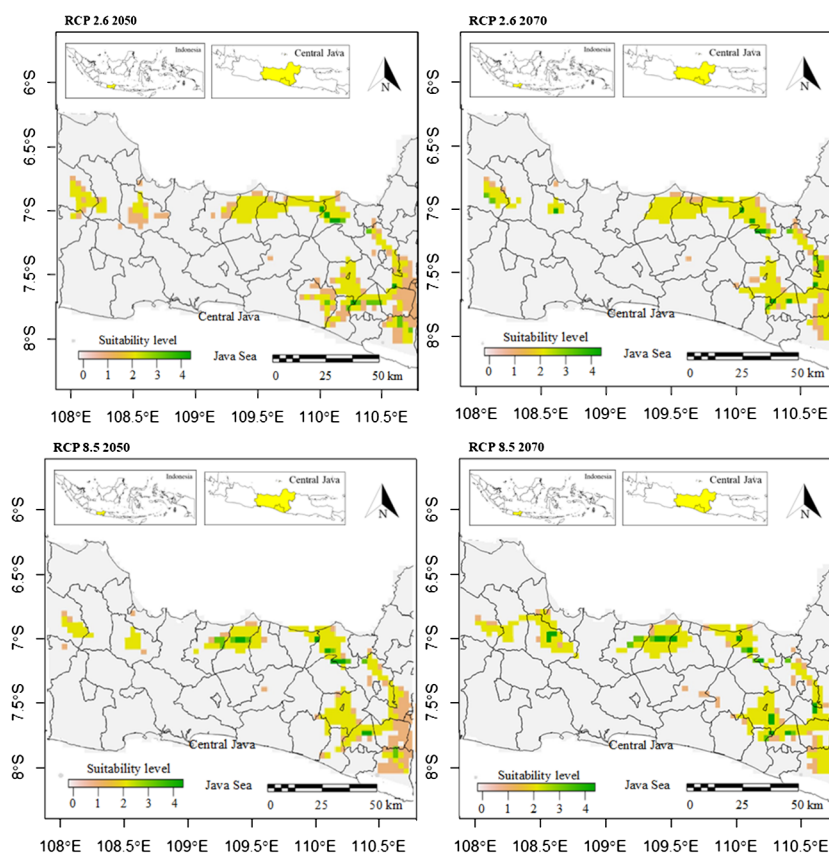 RCP 2.6 2050
Indonesia
Central Java
N
6°S
6.5°S
7°S
7.5°S
8°S
Central Java
Suitability level
0 1 2 3 4
Java Sea
0 25 50 km
108°E 108.5°E 109°E 109.5°E 110°E 110.5°E
RCP 2.6 2070
Indonesia
Central Java
N
6°S
6.5°S
7°S
7.5°S
8°S
Central Java
Suitability level
0 1 2 3 4
Java Sea
0 25 50 km
108°E 108.5°E 109°E 109.5°E 110°E 110.5°E
RCP 8.5 2050
Indonesia
Central Java
N
6°S
6.5°S
7°S
7.5°S
8°S
Central Java
Suitability level
0 1 2 3 4
Java Sea
0 25 50 km
108°E 108.5°E 109°E 109.5°E 110°E 110.5°E
RCP 8.5 2070
Indonesia
Central Java
N
6°S
6.5°S
7°S
7.5°S
8°S
Central Java
Suitability level
0 1 2 3 4
Java Sea
0 25 50 km
108°E 108.5°E 109°E 109.5°E 110°E 110.5°E